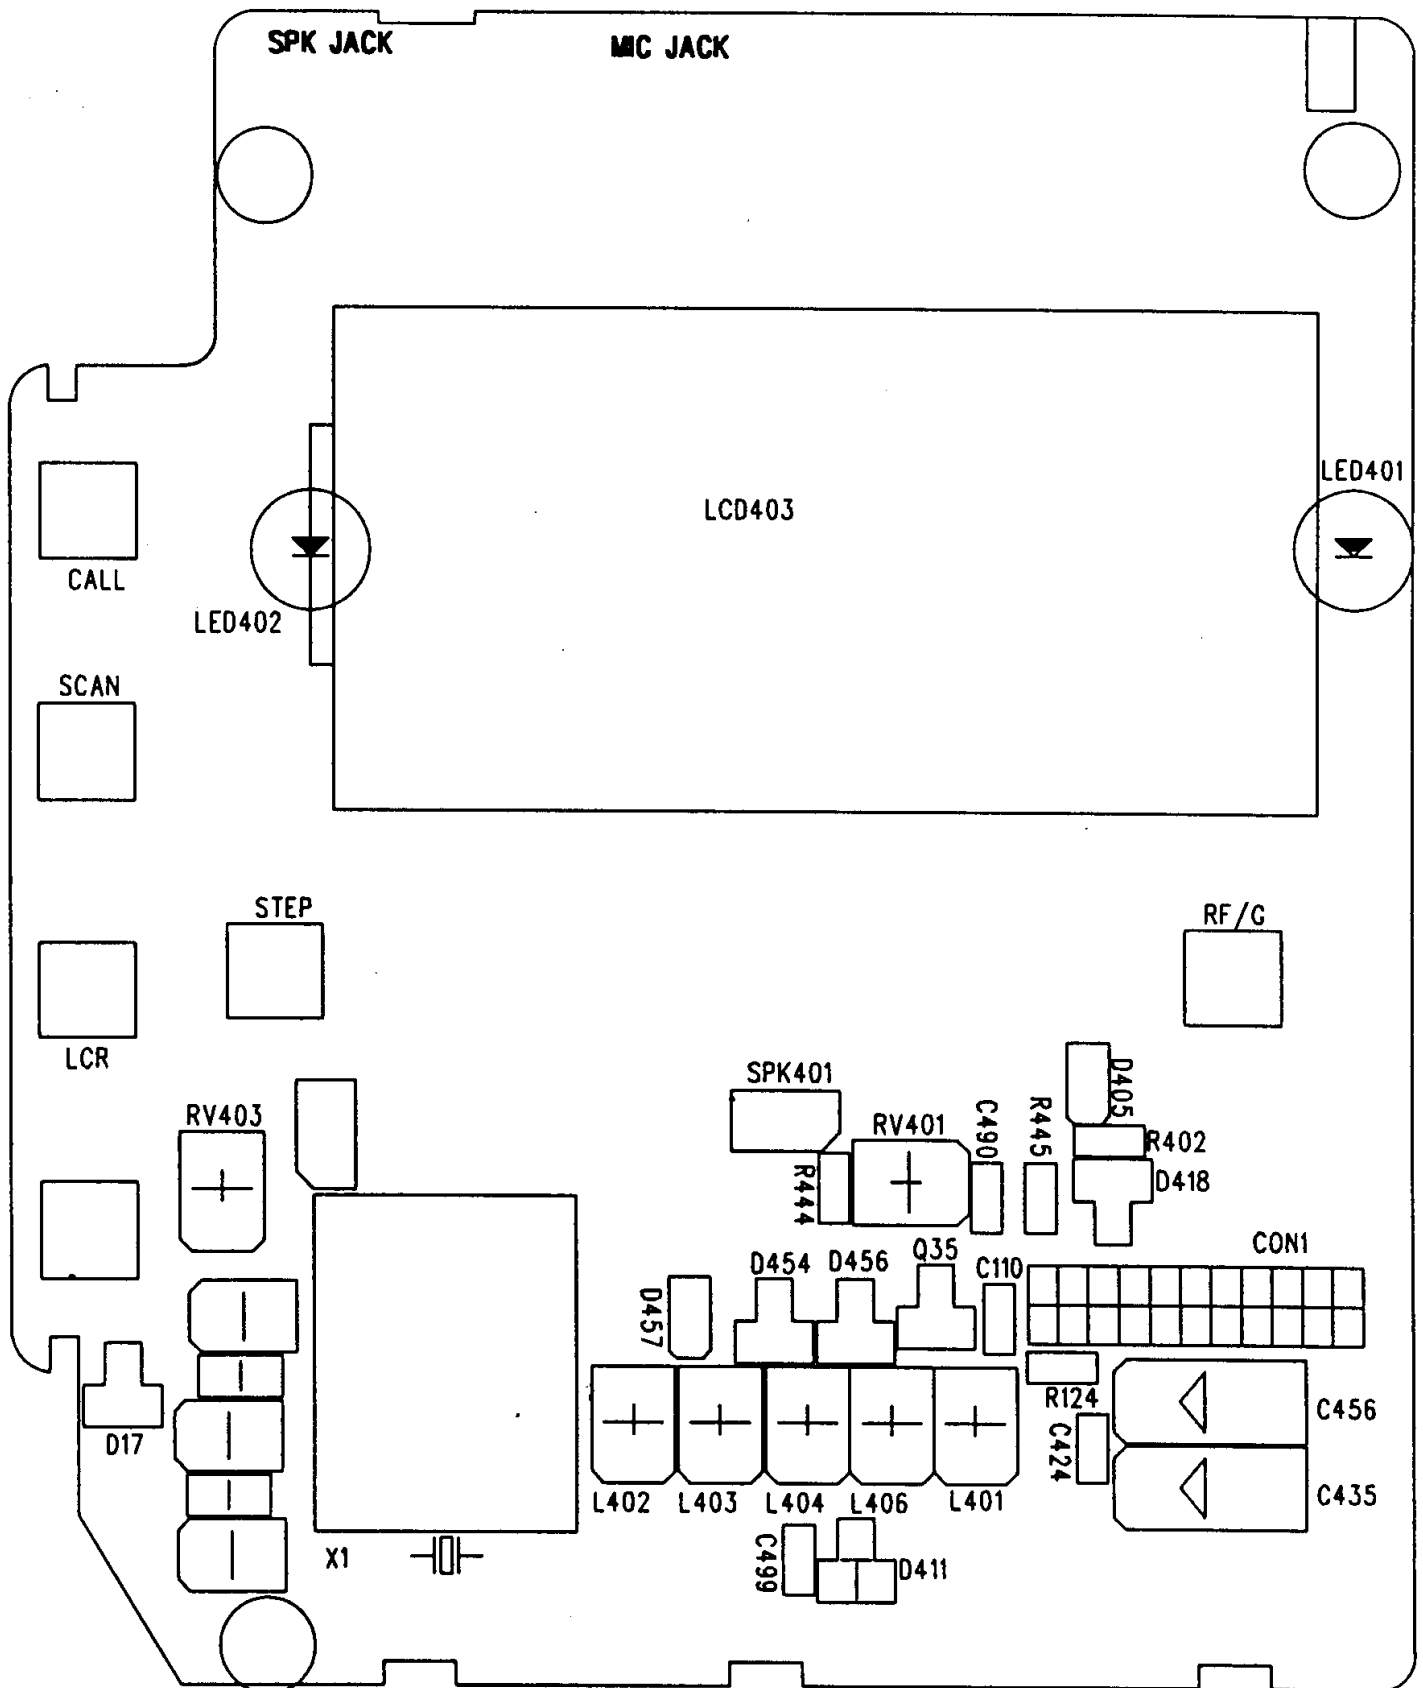 SPK JACK
MIC JACK
LED401
LCD403
CALL
LED402
SCAN
STEP
RF/G
LCR
SPK401
D405
RV403
RV401
C490
R445
R402
R444
D418
CON1
Q35
D454
D456
C110
D457
R124
C456
D17
C424
L402
L403
L404
L406
L401
C435
X1
C499
D411